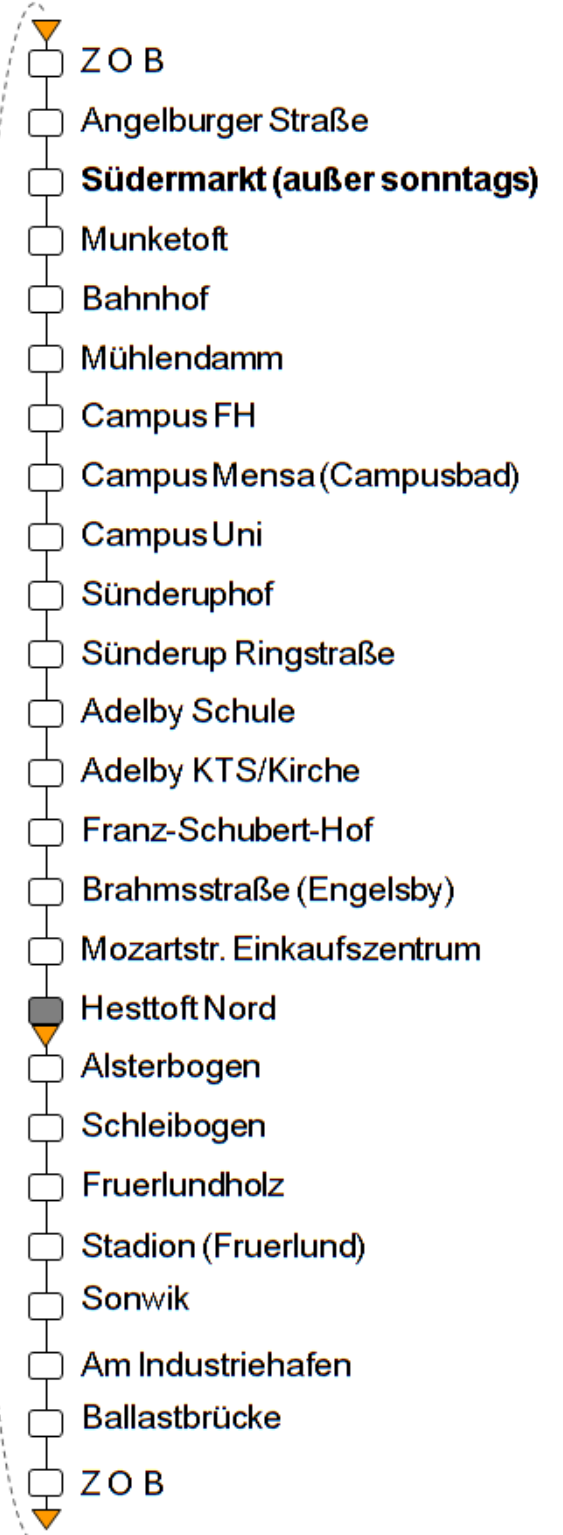 Z O B
Angelburger Straße
Südermarkt (außer sonntags)
Munketoft
Bahnhof
Mühlendamm
Campus FH
Campus Mensa (Campusbad)
Campus Uni
Sünderuphof
Sünderup Ringstraße
Adelby Schule
Adelby KTS/Kirche
Franz-Schubert-Hof
Brahmsstraße (Engelsby)
Mozartstr. Einkaufszentrum
Hesttoft Nord
Alsterbogen
Schleibogen
Fruerlundholz
Stadion (Fruerlund)
Sonwik
Am Industriehafen
Ballastbrücke
Z O B